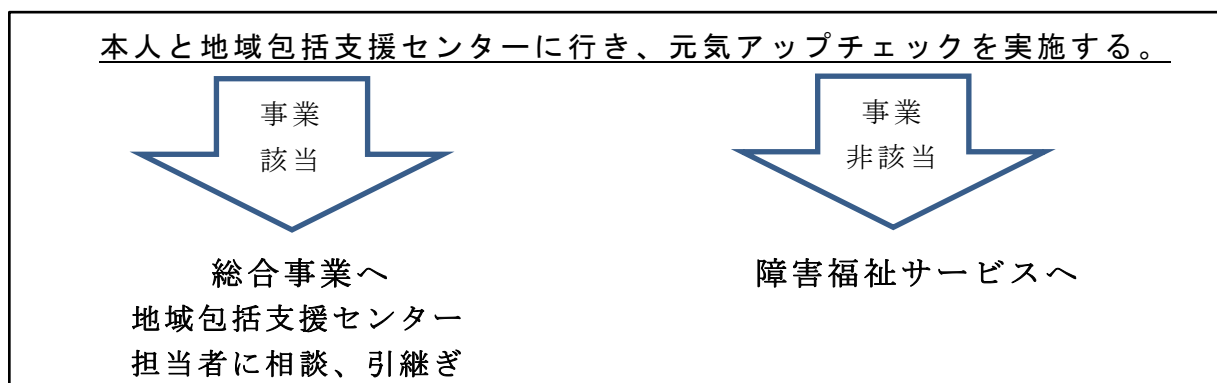 本人と地域包括支援センターに行き、元気アップチェックを実施する。
事業
該当
事業
非該当
総合事業へ
地域包括支援センター
担当者に相談、引継ぎ
障害福祉サービスへ